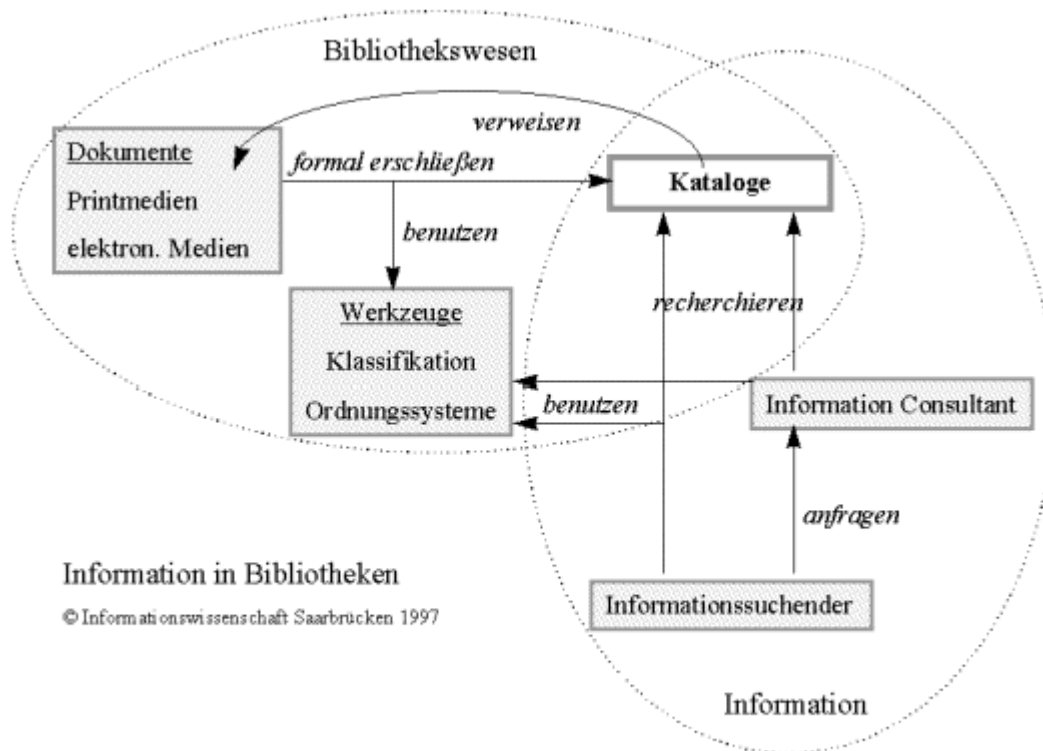 Bibliothekswesen
verweisen
Dokumente
formal erschließen
Kataloge
Printmedien
elektron. Medien
benutzen
recherchieren
Werkzeuge
Klassifikation
Ordnungssysteme
benutzen
Information Consultant
anfragen
Information in Bibliotheken
Informationssuchender
© Informationswissenschaft Saarbrücken 1997
Information